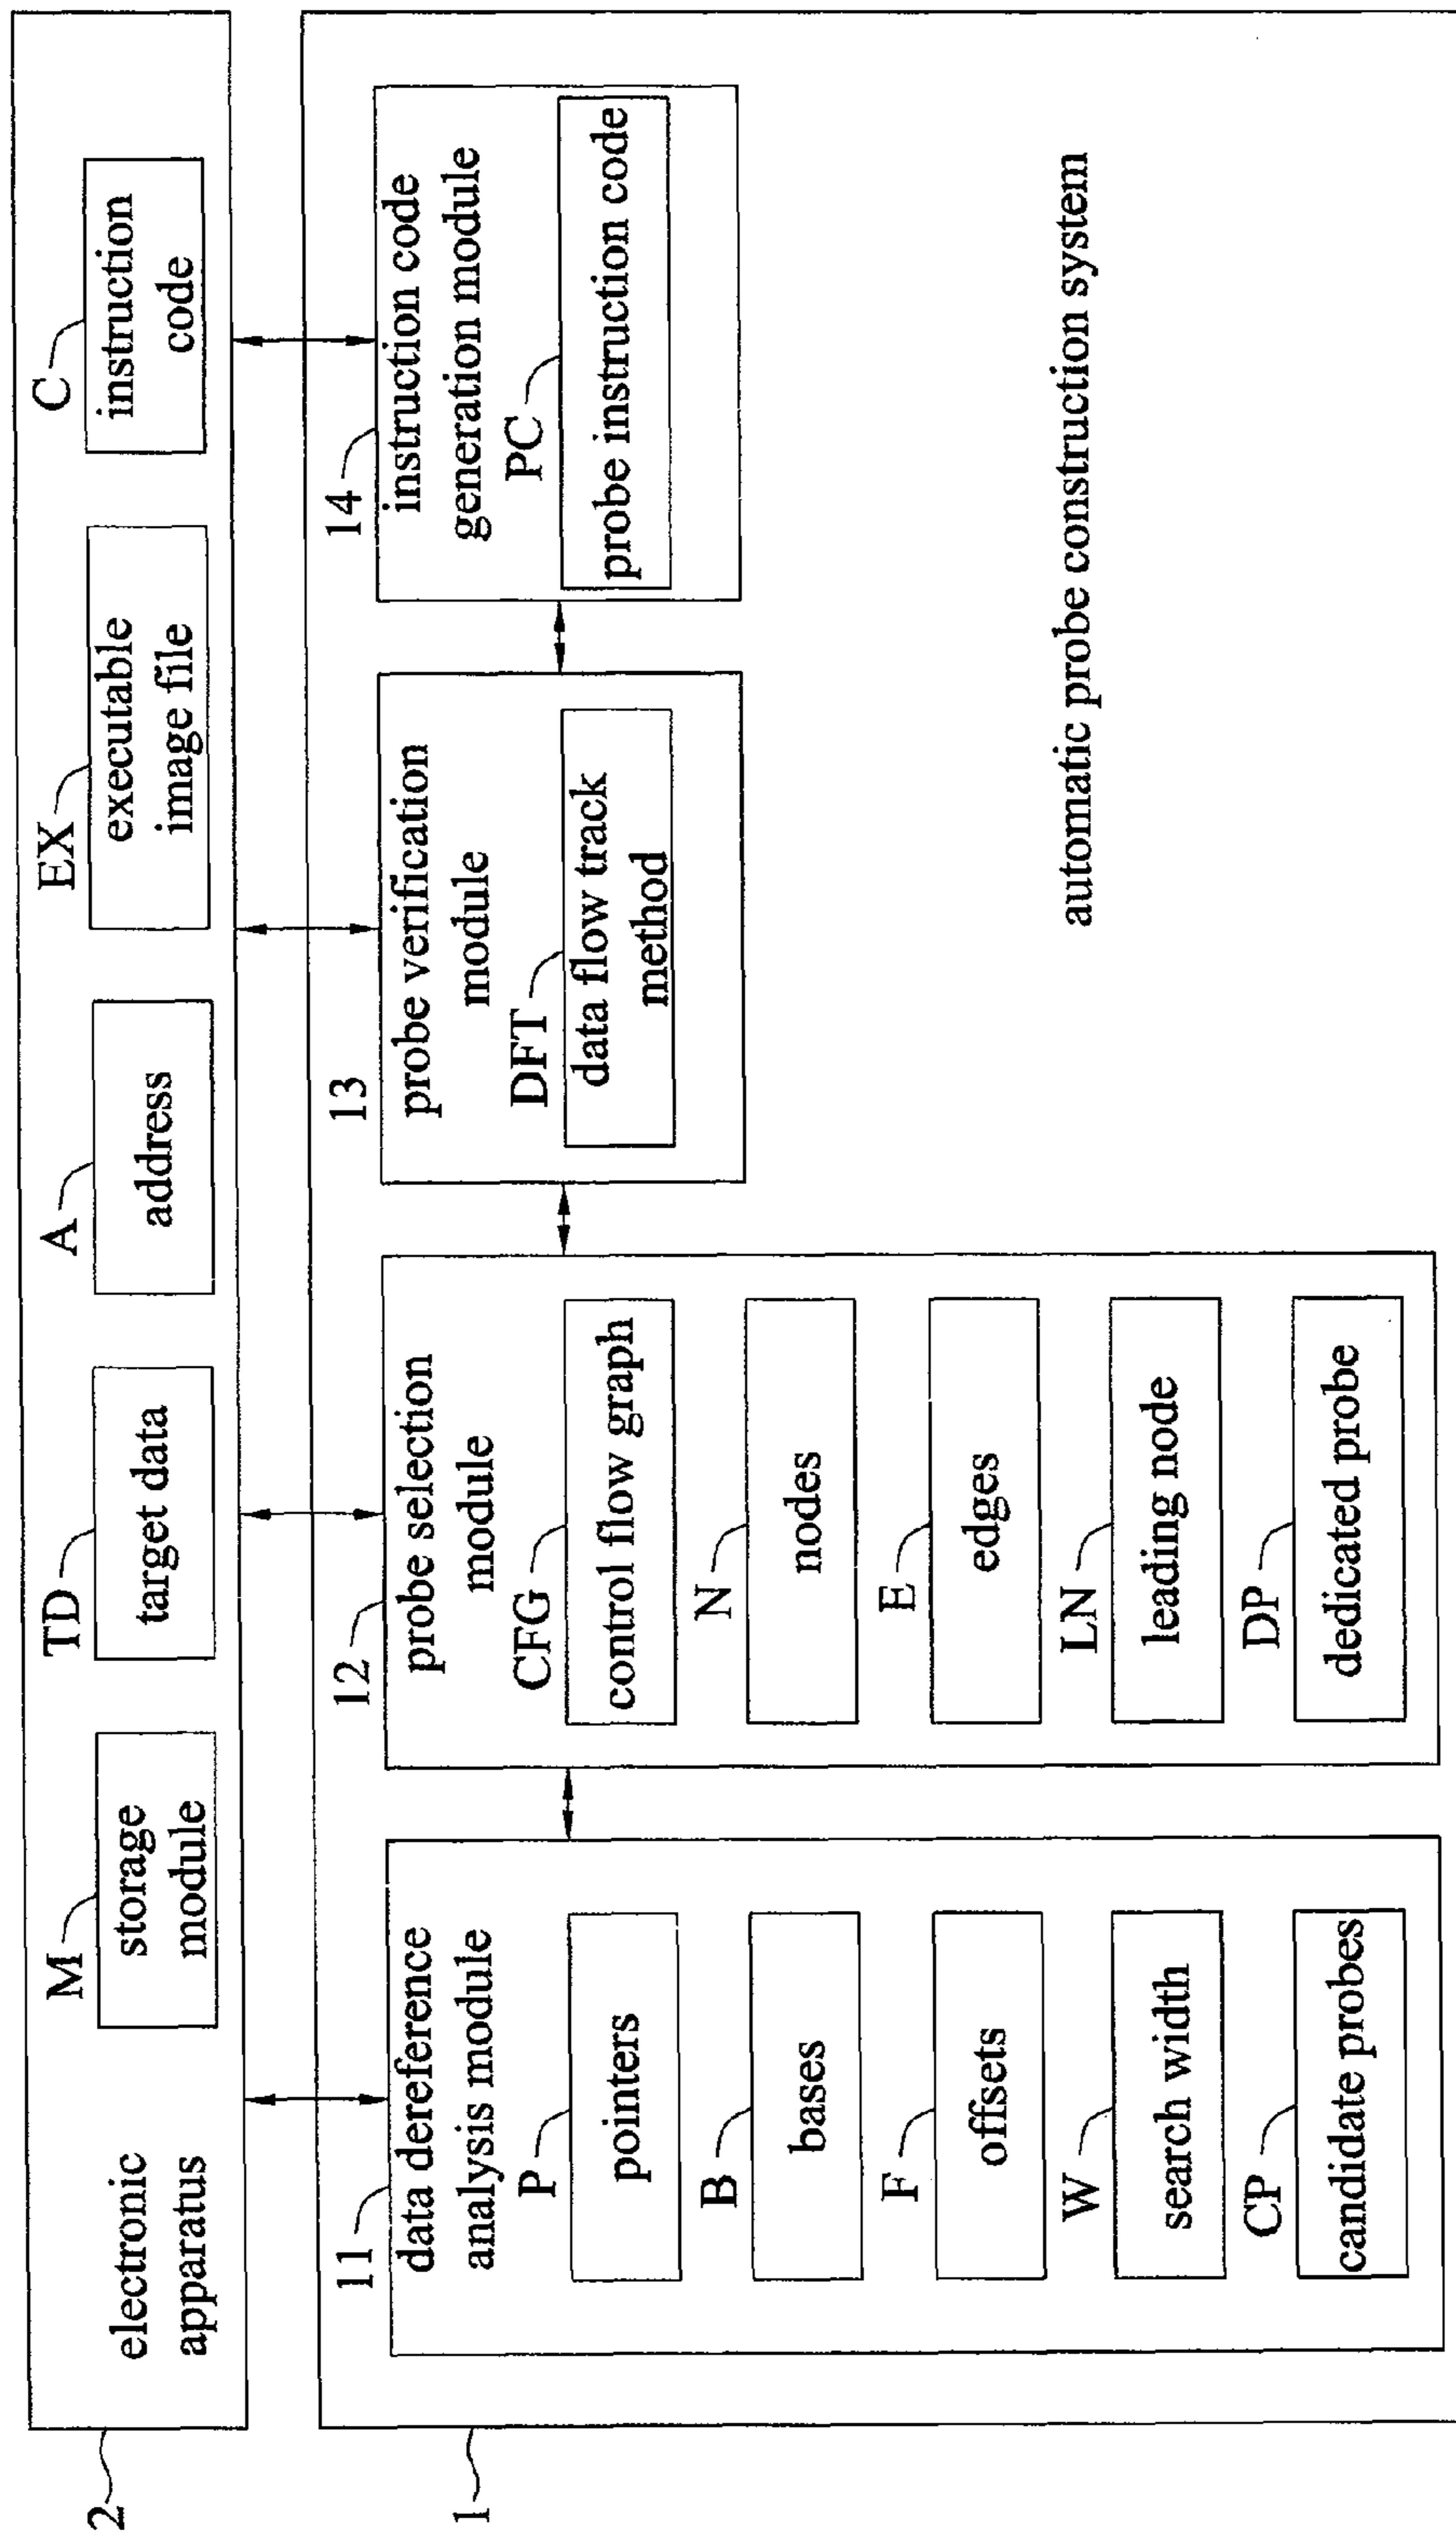 2
electronic
apparatus
M
storage
module
TD
target data
A
address
EX
executable
image file
C
instruction
code
1
11
data dereference
analysis module
P
pointers
B
bases
F
offsets
W
search width
CP
candidate probes
12
probe selection
module
CFG
control flow graph
N
nodes
E
edges
LN
leading node
DP
dedicated probe
13
probe verification
module
DFT
data flow track
method
14
instruction code
generation module
PC
probe instruction code
automatic probe construction system